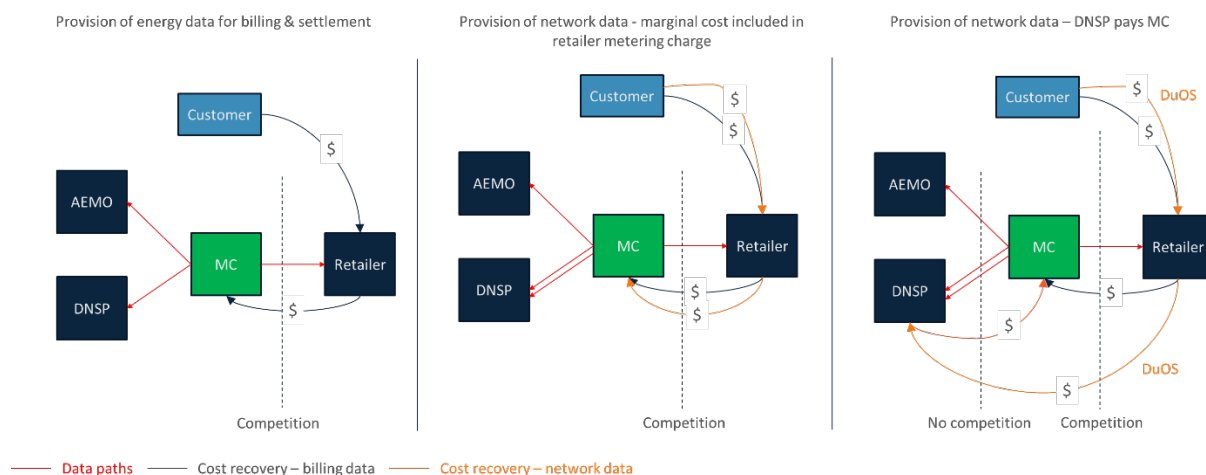 Provision of energy data for billing & settlement
Customer
$
AEMO
MC
Retailer
DNSP
$
Competition
Provision of network data - marginal cost included in
retailer metering charge
Customer
$
$
AEMO
MC
Retailer
DNSP
$
$
Competition
Provision of network data – DNSP pays MC
Customer
$
DuOS
$
AEMO
MC
Retailer
DNSP
$
$
DuOS
$
No competition
Competition
Data paths
Cost recovery – billing data
Cost recovery – network data